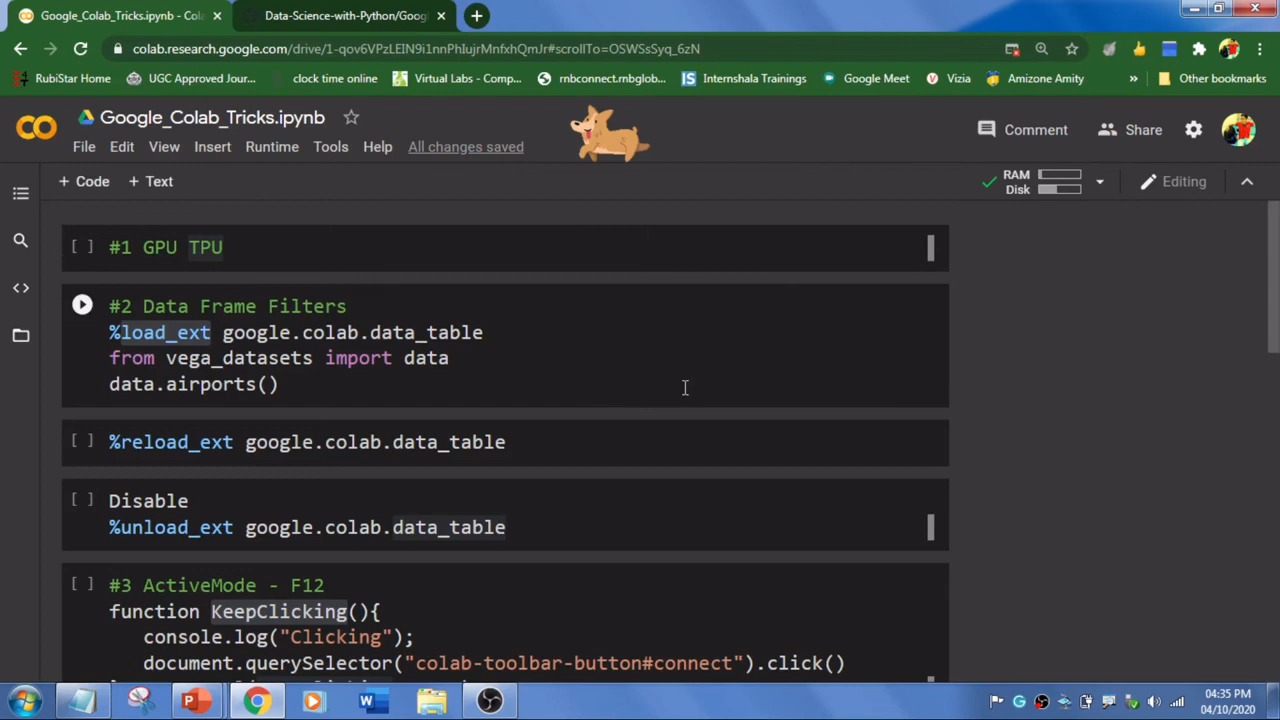 Google_Colab_Tricks.ipynb - Cola
Data-Science-with-Python/Googl
colab.research.google.com/drive/1-qov6VPzLEIN9i1nnPhIujrMnfxhQmJr#scrollTo=OSWSsSyq_6zN
RubiStar Home
UGC Approved Jour...
clock time online
Virtual Labs - Comp...
rnbconnect.rnbglob...
IS Internshala Trainings
Google Meet
Vizia
Amizone Amity
»
Other bookmarks
Google_Colab_Tricks.ipynb
Comment
Share
File Edit View Insert Runtime Tools Help All changes saved
+ Code + Text
RAM
Disk
Editing
[ ] #1 GPU TPU
#2 Data Frame Filters
%load_ext google.colab.data_table
from vega_datasets import data
data.airports()
[ ] %reload_ext google.colab.data_table
[ ] Disable
%unload_ext google.colab.data_table
[ ] #3 ActiveMode - F12
function KeepClicking(){
console.log("Clicking");
document.querySelector("colab-toolbar-button#connect").click()
04:35 PM
04/10/2020